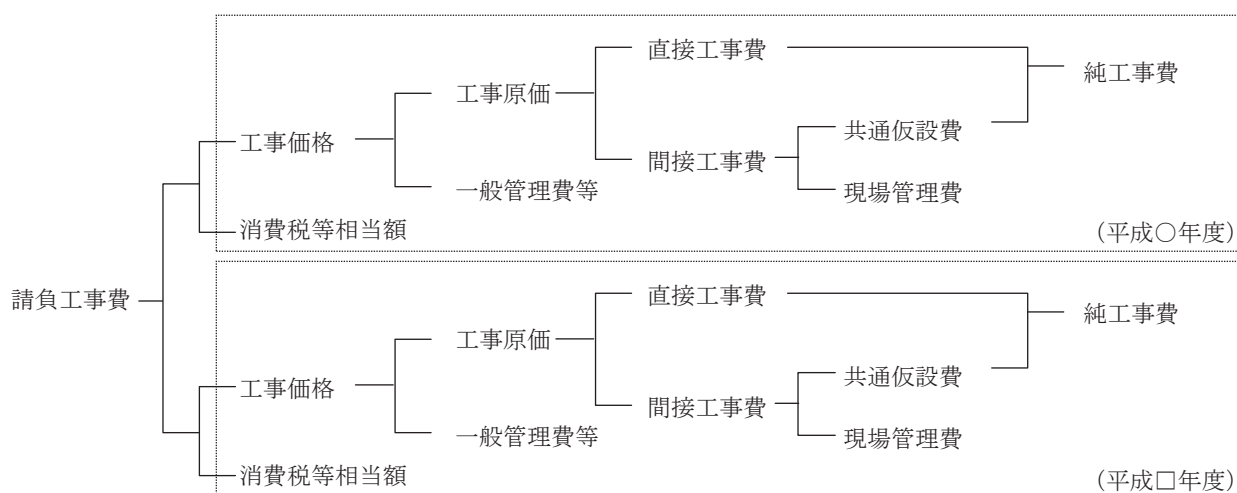 直接工事費
純工事費
工事原価
共通仮設費
工事価格
間接工事費
一般管理費等
現場管理費
消費税等相当額
(平成○年度)
請負工事費
直接工事費
純工事費
工事原価
共通仮設費
工事価格
間接工事費
一般管理費等
現場管理費
消費税等相当額
(平成□年度)